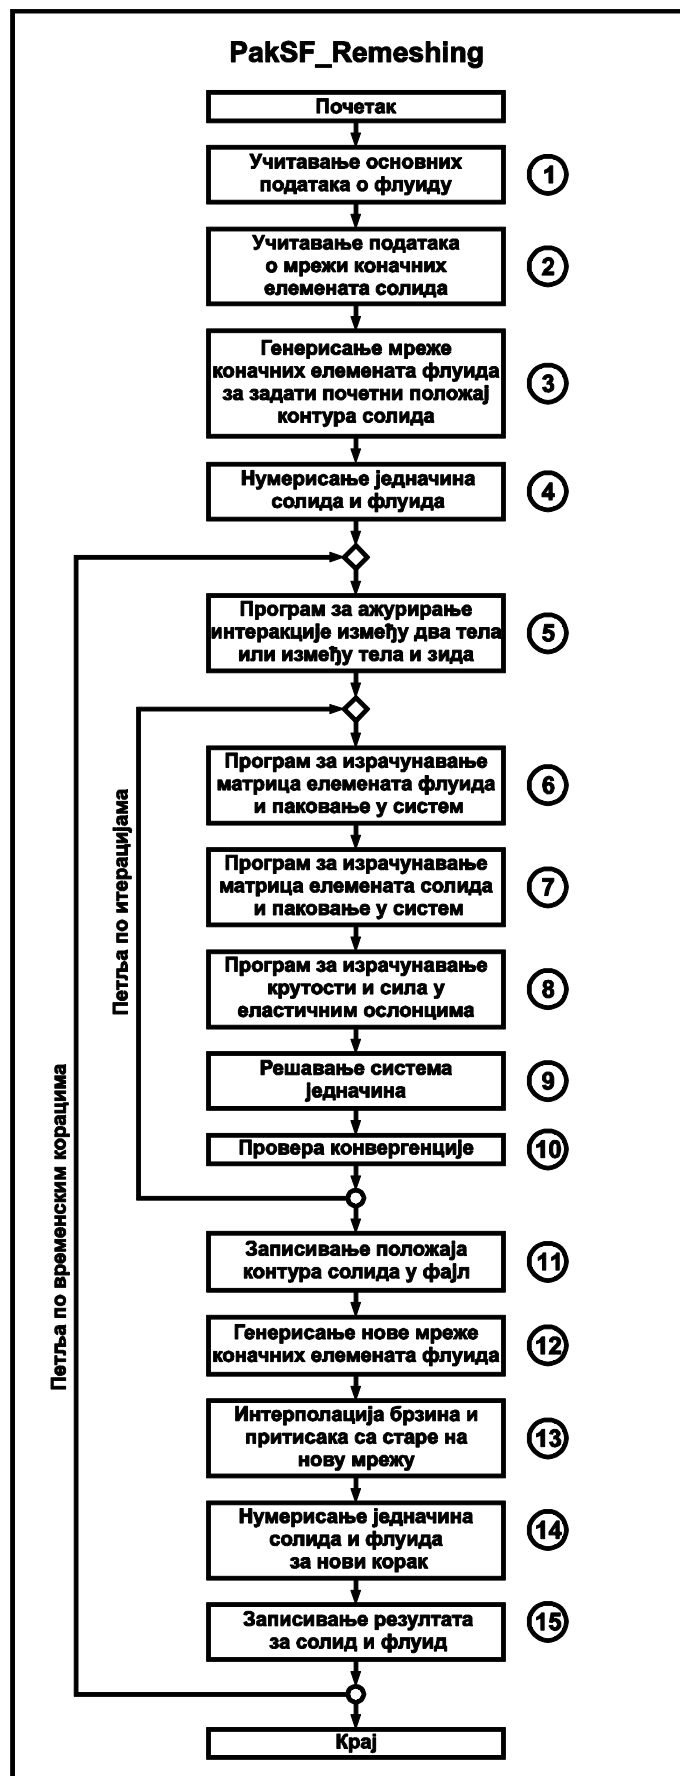 PakSF_Remeshing
Почетак
Учитавање основних
података о флуиду
1
Учитавање података
о мрежи коначних
елемената солида
2
Генерисање мреже
коначних елемената флуида
за задати почетни положај
контура солида
3
Нумерисање једначина
солида и флуида
4
Програм за ажурирање
интеракције између два тела
или између тела и зида
5
Програм за израчунавање
матрица елемената флуида
и паковање у систем
6
Програм за израчунавање
матрица елемената солида
и паковање у систем
7
Програм за израчунавање
крутости и сила у
еластичним ослонцима
8
Решавање система
једначина
9
Провера конвергенције
10
Петља по итерацијама
Записивање положаја
контура солида у фајл
11
Генерисање нове мреже
коначних елемената флуида
12
Интерполација брзина и
притисака са старе на
нову мрежу
13
Нумерисање једначина
солида и флуида
за нови корак
14
Записивање резултата
за солид и флуид
15
Петља по временским корацима
Крај